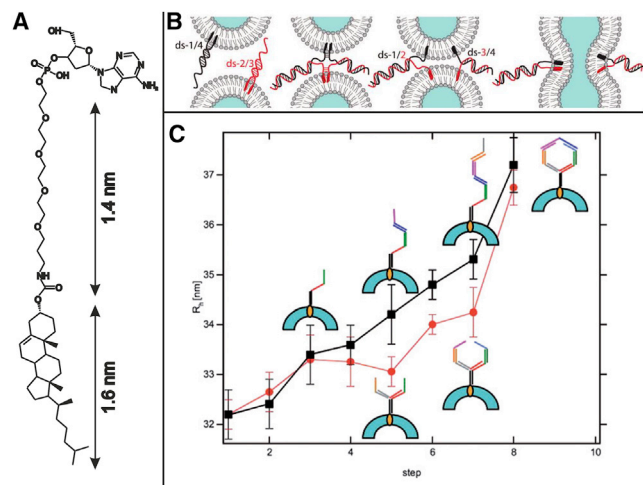 A
HO
O
N
N
NH₂
N
N
O
O
P
OH
O
O
O
O
O
O
NH
O
O
1.4 nm
1.6 nm
B
ds-1/4
ds-2/3
ds-1/2
ds-3/4
C
37
36
35
34
33
32
Rh [nm]
2
4
6
8
10
step